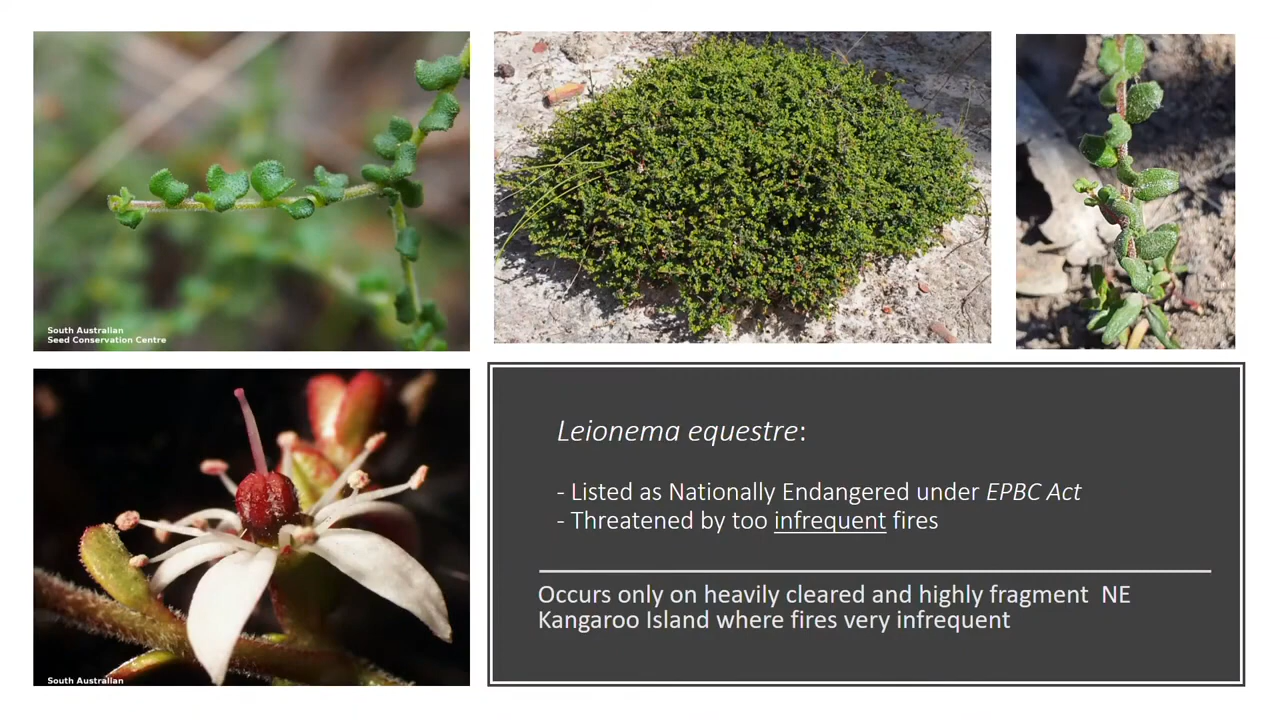 South Australian
Seed Conservation Centre
Leionema equestre:
- Listed as Nationally Endangered under EPBC Act
- Threatened by too infrequent fires
Occurs only on heavily cleared and highly fragment  NE
Kangaroo Island where fires very infrequent
South Australian